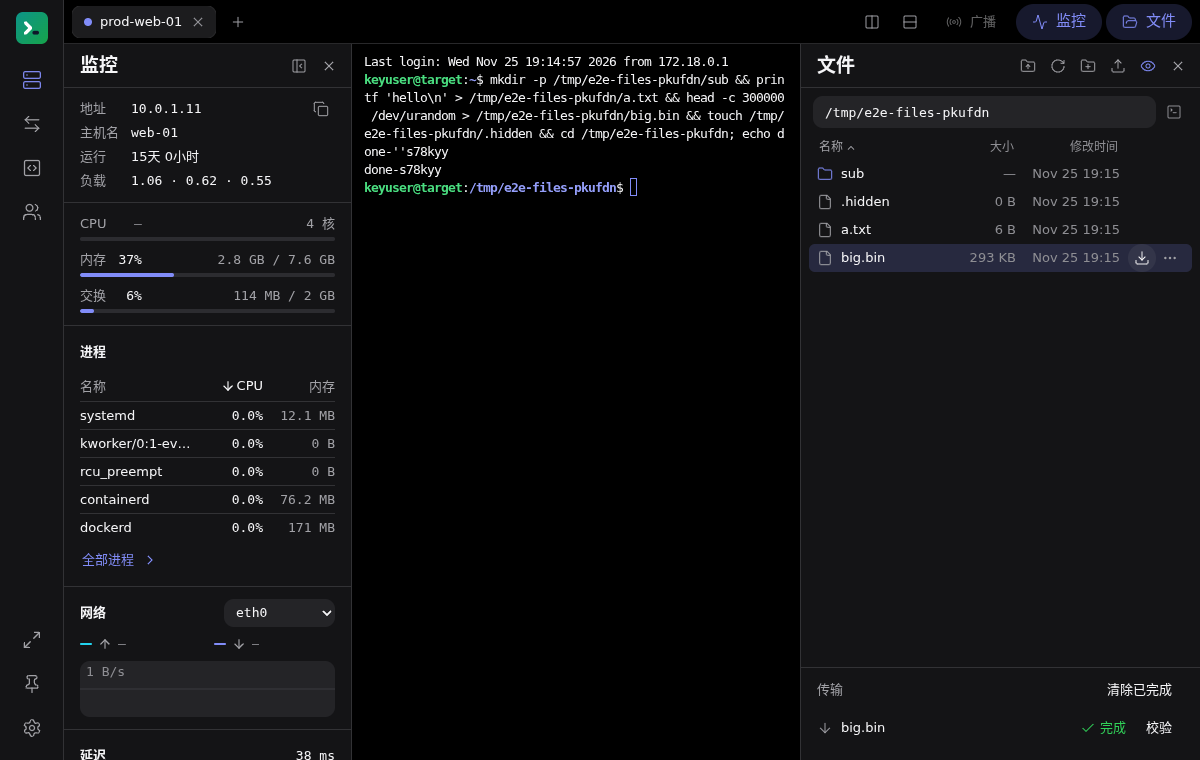 prod-web-01
广播
监控
文件
监控
地址 10.0.1.11
主机名 web-01
运行 15天 0小时
负载 1.06 · 0.62 · 0.55
CPU — 4 核
内存 37% 2.8 GB / 7.6 GB
交换 6% 114 MB / 2 GB
进程
名称 CPU 内存
systemd 0.0% 12.1 MB
kworker/0:1-ev… 0.0% 0 B
rcu_preempt 0.0% 0 B
containerd 0.0% 76.2 MB
dockerd 0.0% 171 MB
全部进程
网络 eth0
— —
1 B/s
延迟 38 ms
Last login: Wed Nov 25 19:14:57 2026 from 172.18.0.1
keyuser@target:~$ mkdir -p /tmp/e2e-files-pkufdn/sub && prin
tf 'hello\n' > /tmp/e2e-files-pkufdn/a.txt && head -c 300000
 /dev/urandom > /tmp/e2e-files-pkufdn/big.bin && touch /tmp/
e2e-files-pkufdn/.hidden && cd /tmp/e2e-files-pkufdn; echo d
one-''s78kyy
done-s78kyy
keyuser@target:/tmp/e2e-files-pkufdn$
文件
/tmp/e2e-files-pkufdn
名称 大小 修改时间
sub — Nov 25 19:15
.hidden 0 B Nov 25 19:15
a.txt 6 B Nov 25 19:15
big.bin 293 KB Nov 25 19:15
传输 清除已完成
big.bin 完成 校验